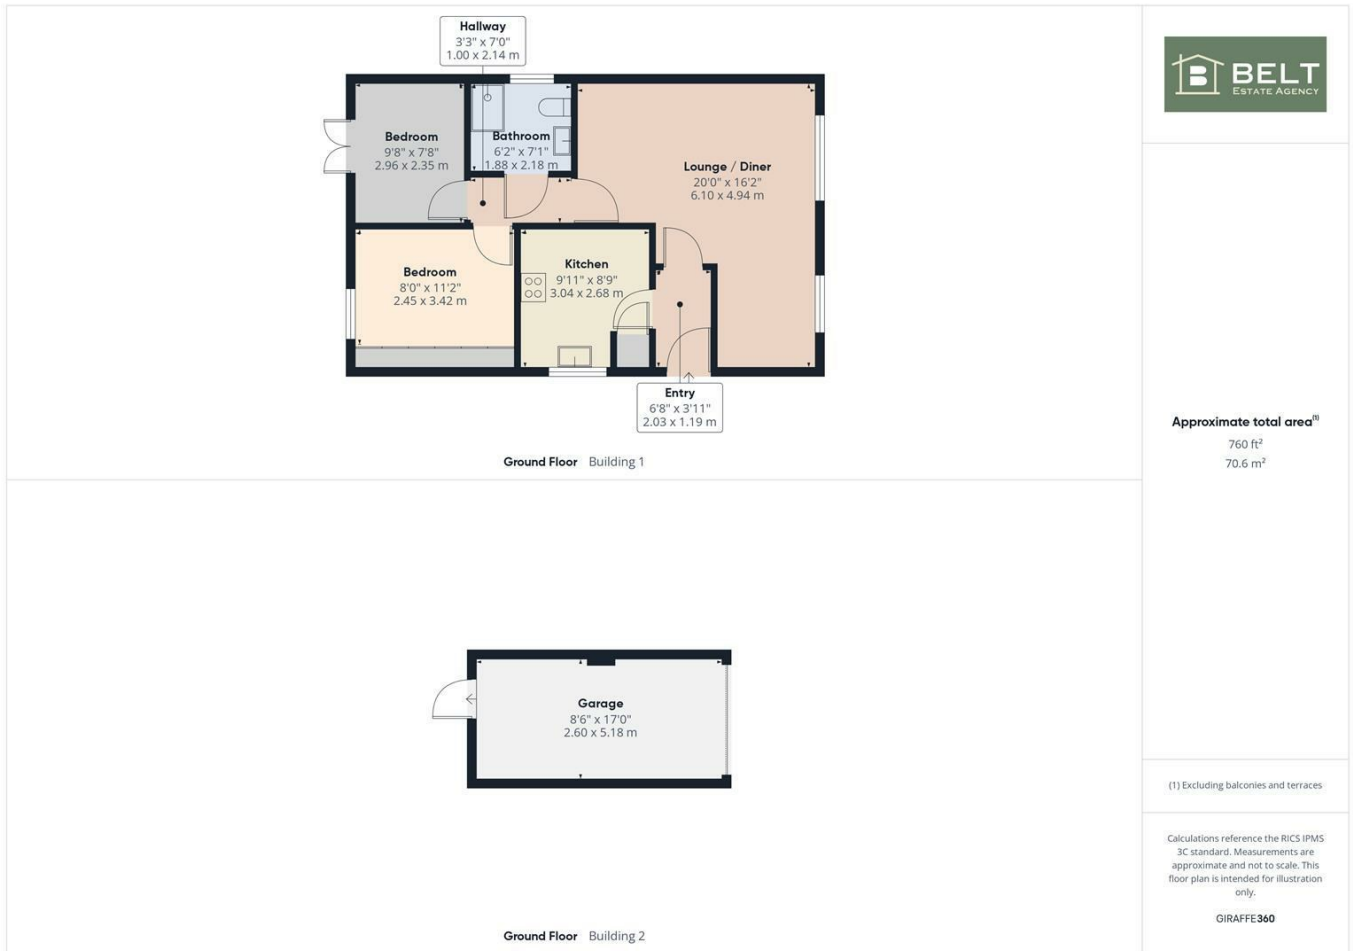 Hallway
3'3" x 7'0"
1.00 x 2.14 m
Bedroom
9'8" x 7'8"
2.96 x 2.35 m
Bathroom
6'2" x 7'1"
1.88 x 2.18 m
Lounge / Diner
20'0" x 16'2"
6.10 x 4.94 m
Bedroom
8'0" x 11'2"
2.45 x 3.42 m
Kitchen
9'11" x 8'9"
3.04 x 2.68 m
Entry
6'8" x 3'11"
2.03 x 1.19 m
Ground Floor Building 1
Garage
8'6" x 17'0"
2.60 x 5.18 m
Ground Floor Building 2
B BELT
ESTATE AGENCY
Approximate total area⁽¹⁾
760 ft²
70.6 m²
(1) Excluding balconies and terraces
Calculations reference the RICS IPMS
3C standard. Measurements are
approximate and not to scale. This
floor plan is intended for illustration
only.
GIRAFFE360